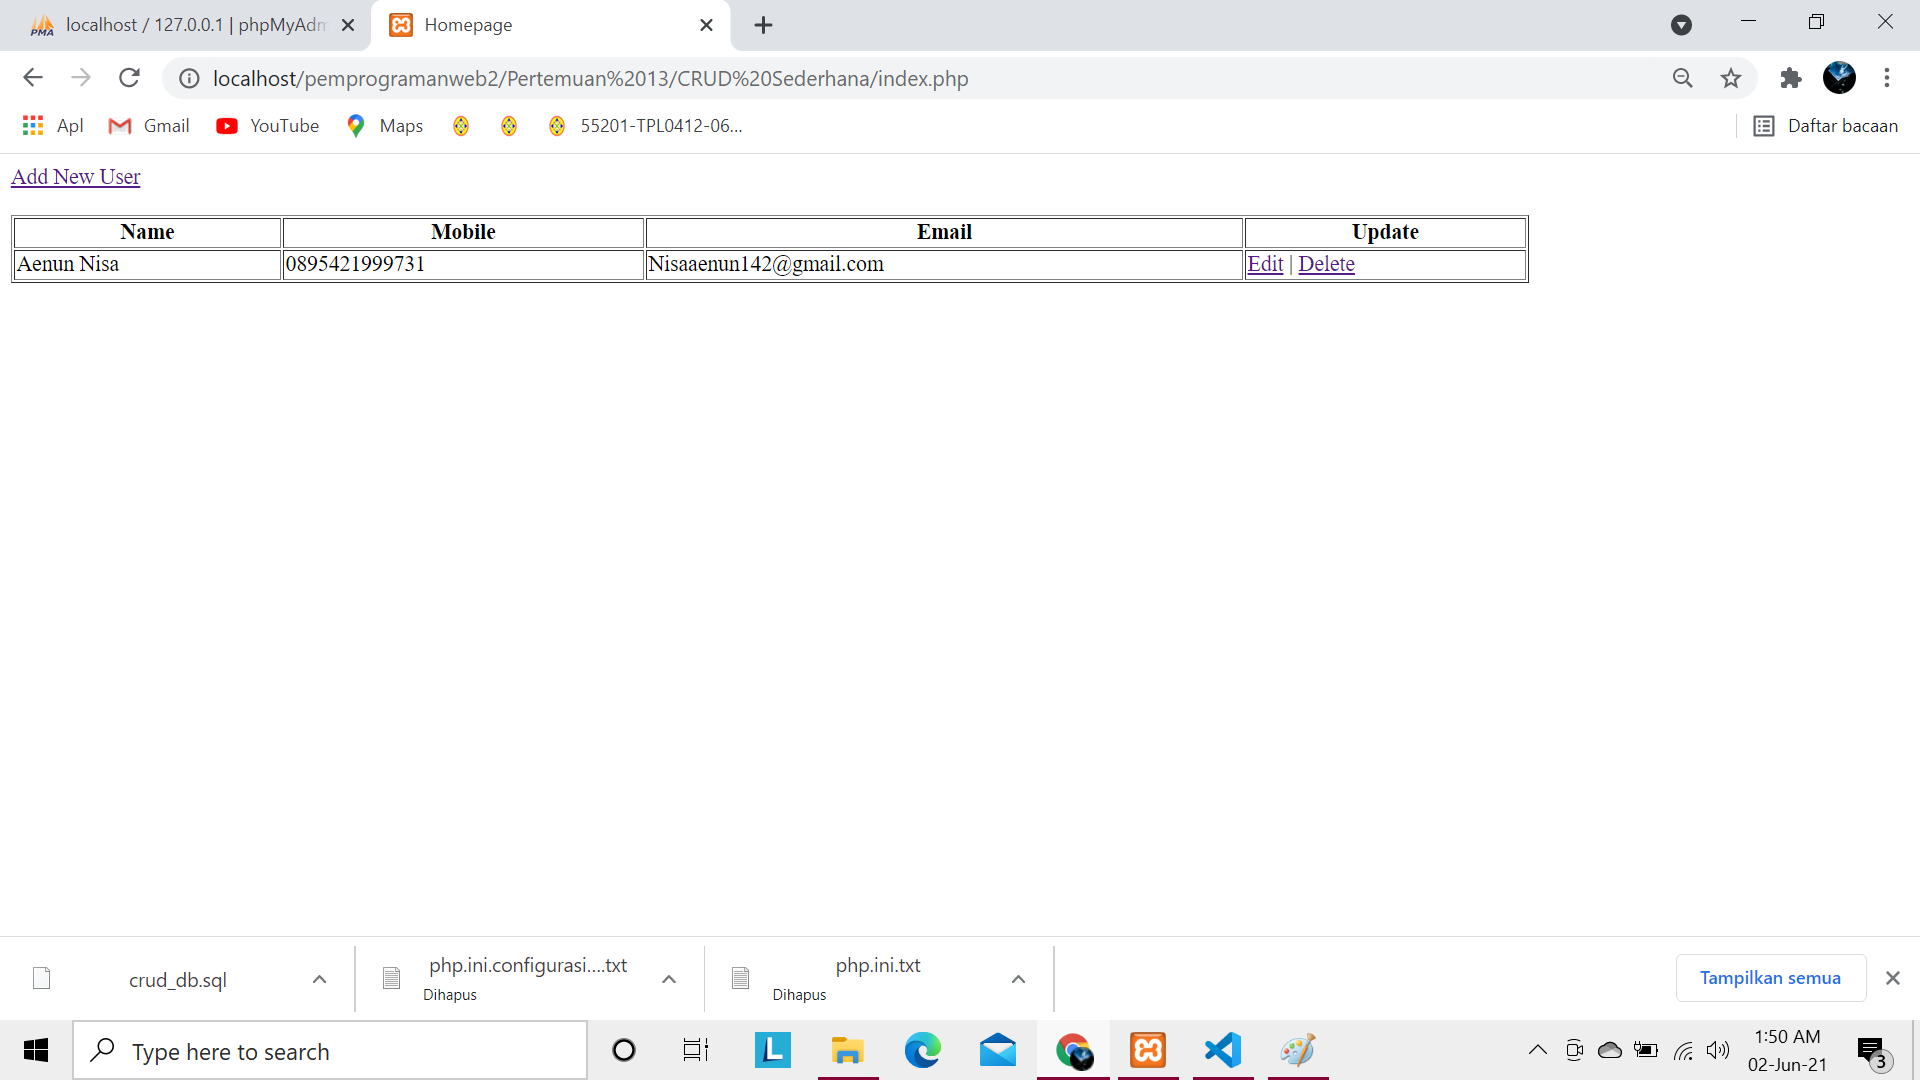 localhost / 127.0.0.1 | phpMyAdm
Homepage
localhost/pemprogramanweb2/Pertemuan%2013/CRUD%20Sederhana/index.php
Apl
Gmail
YouTube
Maps
55201-TPL0412-06...
Daftar bacaan
Add New User
Name Mobile Email Update
Aenun Nisa 0895421999731 Nisaaenun142@gmail.com Edit | Delete
crud_db.sql
php.ini.configurasi....txt
Dihapus
php.ini.txt
Dihapus
Tampilkan semua
Type here to search
1:50 AM
02-Jun-21
3